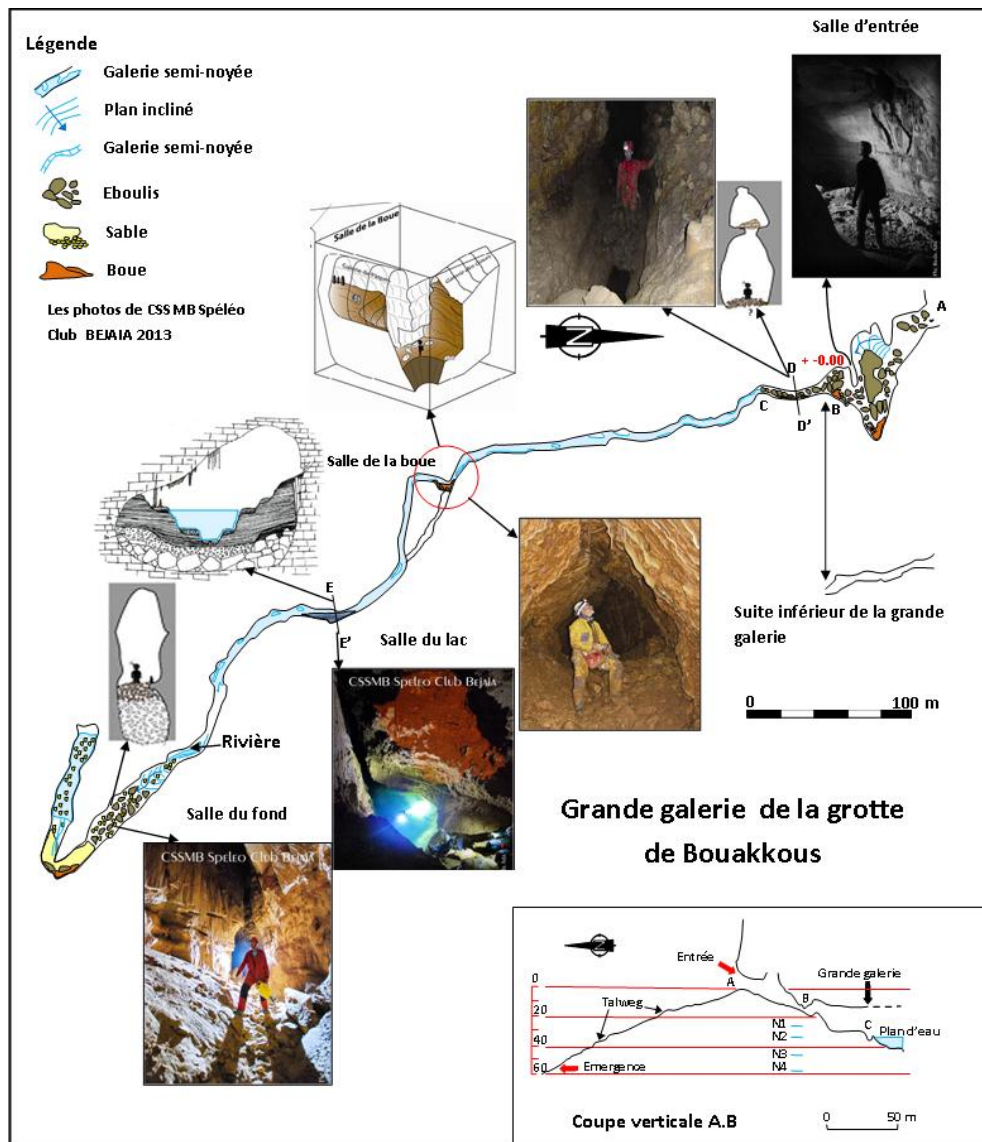 Légende
Galerie semi-noyée
Plan incliné
Galerie semi-noyée
Eboulis
Sable
Boue
Les photos de CSSMB Spéléo
Club BEJAIA 2013
Salle d'entrée
Salle de la Boue
N
A
D
+ -0.00
C
B
D'
?
Salle de la boue
E
E'
Salle du lac
Suite inférieur de la grande
galerie
0 100 m
CSSMB Speleo Club Bejaia
Rivière
Salle du fond
CSSMB Speleo Club Bejaia
Grande galerie de la grotte
de Bouakkous
N
Entrée
A
Grande galerie
0
B
Talweg
20
N1
C
N2
Plan d'eau
40
N3
60
Emergence
N4
Coupe verticale A.B
0 50 m